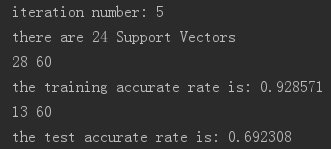 iteration number: 5
there are 24 Support Vectors
28 60
the training accurate rate is: 0.928571
13 60
the test accurate rate is: 0.692308